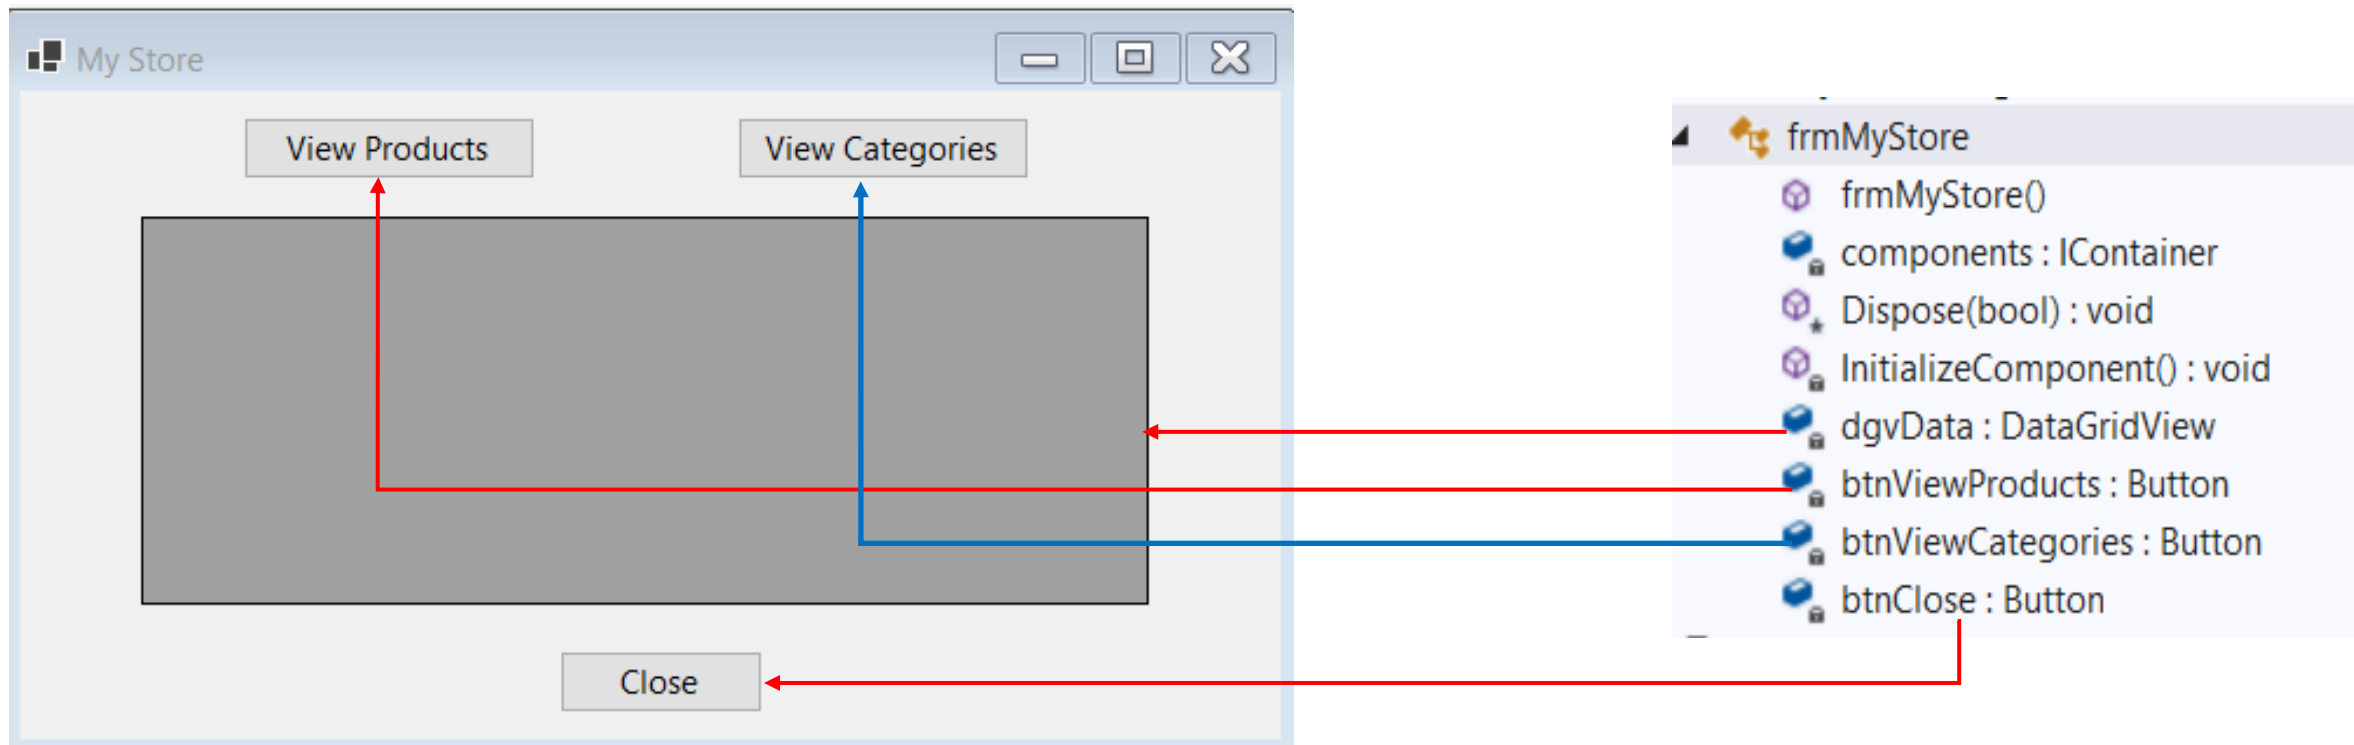 My Store
View Products
View Categories
Close
frmMyStore
frmMyStore()
components : IContainer
Dispose(bool) : void
InitializeComponent() : void
dgvData : DataGridView
btnViewProducts : Button
btnViewCategories : Button
btnClose : Button